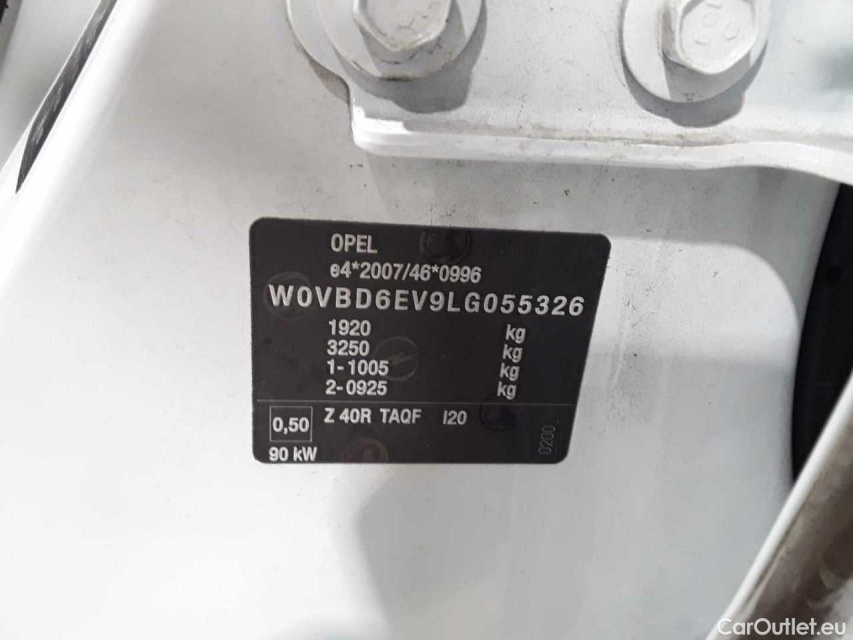 OPEL
e4*2007/46*0996
W0VBD6EV9LG055326
1920 kg
3250 kg
1-1005 kg
2-0925 kg
0,50 Z 40R TAQF I20
90 kW
0200
CarOutlet.eu